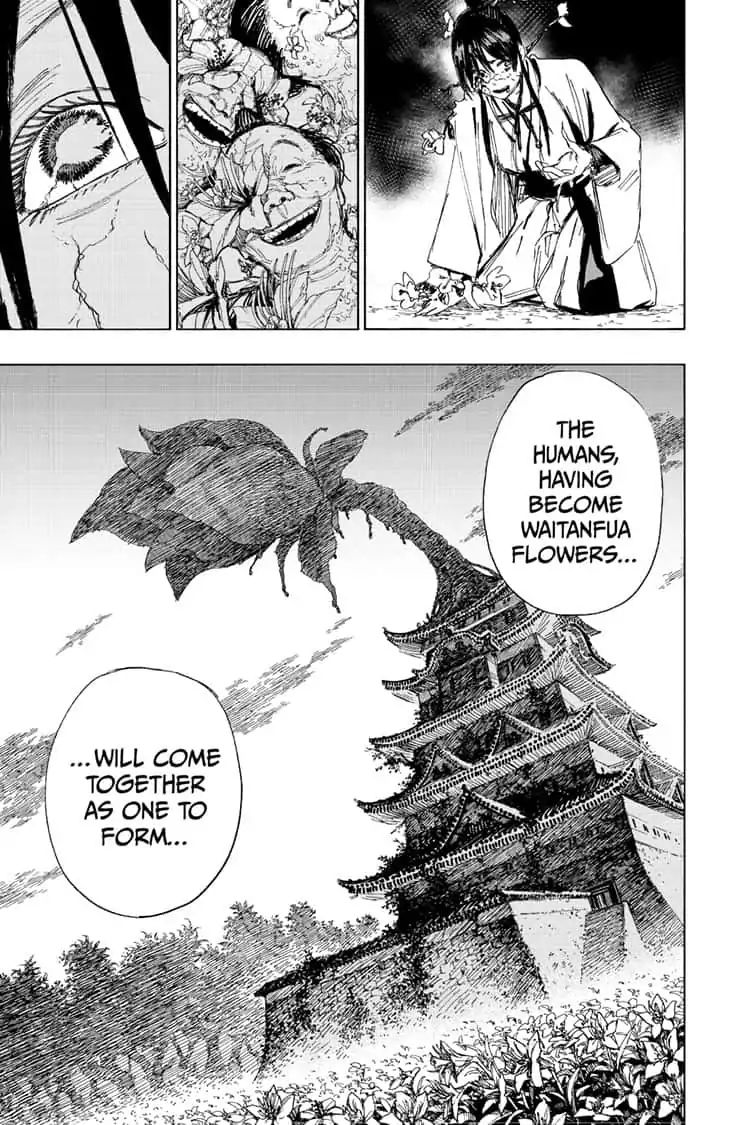 THE
HUMANS,
HAVING
BECOME
WAITANFUA
FLOWERS...
...WILL COME
TOGETHER
AS ONE TO
FORM...